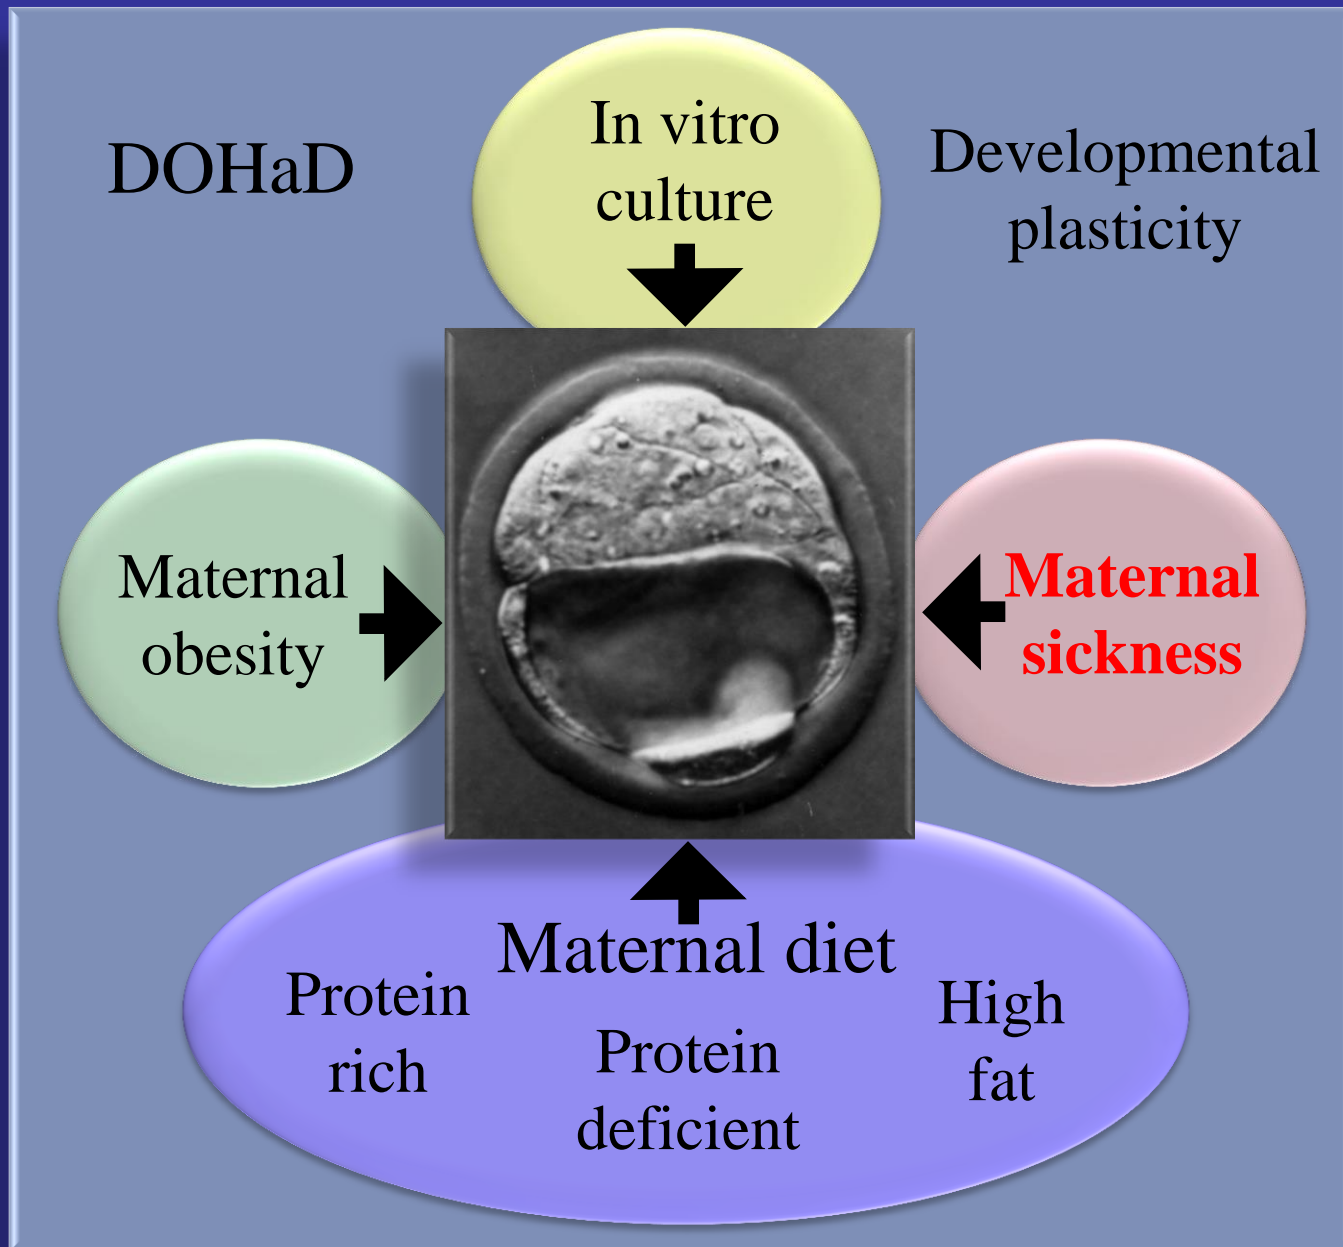 DOHaD
In vitro
culture
Developmental
plasticity
Maternal
obesity
Maternal
sickness
Maternal diet
Protein
rich
Protein
deficient
High
fat